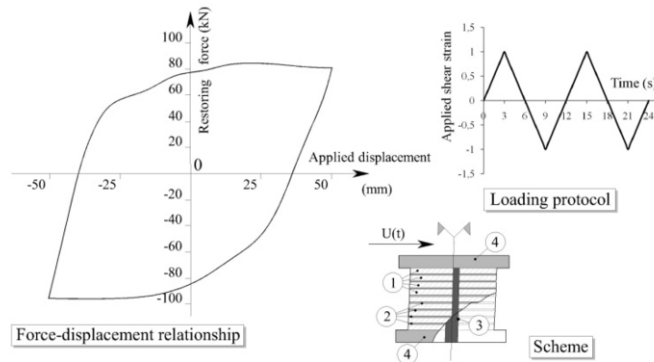 Restoring force (kN)
100
80
60
40
20
0
-20
-40
-60
-80
-100
-50
-25
25
50
Applied displacement
(mm)
Force-displacement relationship
Applied shear strain
1,5
1
0,5
0
-0,5
-1
-1,5
Time (s)
0 3 6 9 12 15 18 21 24
Loading protocol
U(t)
4
1
2
3
4
Scheme